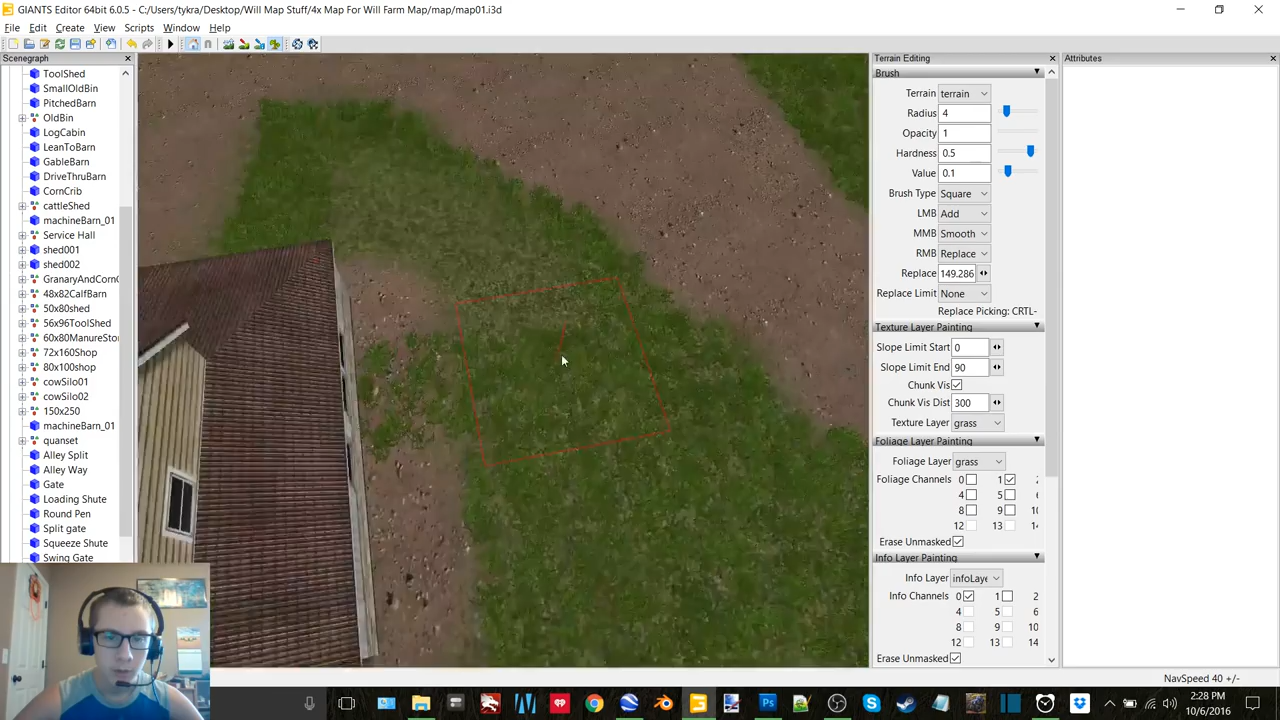 GIANTS Editor 64bit 6.0.5 - C:/Users/tykra/Desktop/Will Map Stuff/4x Map For Will Farm Map/map/map01.i3d
File Edit Create View Scripts Window Help
Scenegraph
ToolShed
SmallOldBin
PitchedBarn
OldBin
LogCabin
LeanToBarn
GableBarn
DriveThruBarn
CornCrib
cattleShed
machineBarn_01
Service Hall
shed001
shed002
GranaryAndCornC
48x82CalfBarn
50x80shed
56x96ToolShed
60x80ManureStor
72x160Shop
80x100shop
cowSilo01
cowSilo02
150x250
machineBarn_01
quanset
Alley Split
Alley Way
Gate
Loading Shute
Round Pen
Split gate
Squeeze Shute
Swing Gate
Terrain Editing
Brush
Terrain terrain
Radius 4
Opacity 1
Hardness 0.5
Value 0.1
Brush Type Square
LMB Add
MMB Smooth
RMB Replace
Replace 149.286
Replace Limit None
Replace Picking: CRTL-
Texture Layer Painting
Slope Limit Start 0
Slope Limit End 90
Chunk Vis
Chunk Vis Dist 300
Texture Layer grass
Foliage Layer Painting
Foliage Layer grass
Foliage Channels 0 1 2
4 5 6
8 9 10
12 13 14
Erase Unmasked
Info Layer Painting
Info Layer infoLaye
Info Channels 0 1 2
4 5 6
8 9 10
12 13 14
Erase Unmasked
Attributes
NavSpeed 40 +/-
2:28 PM
10/6/2016